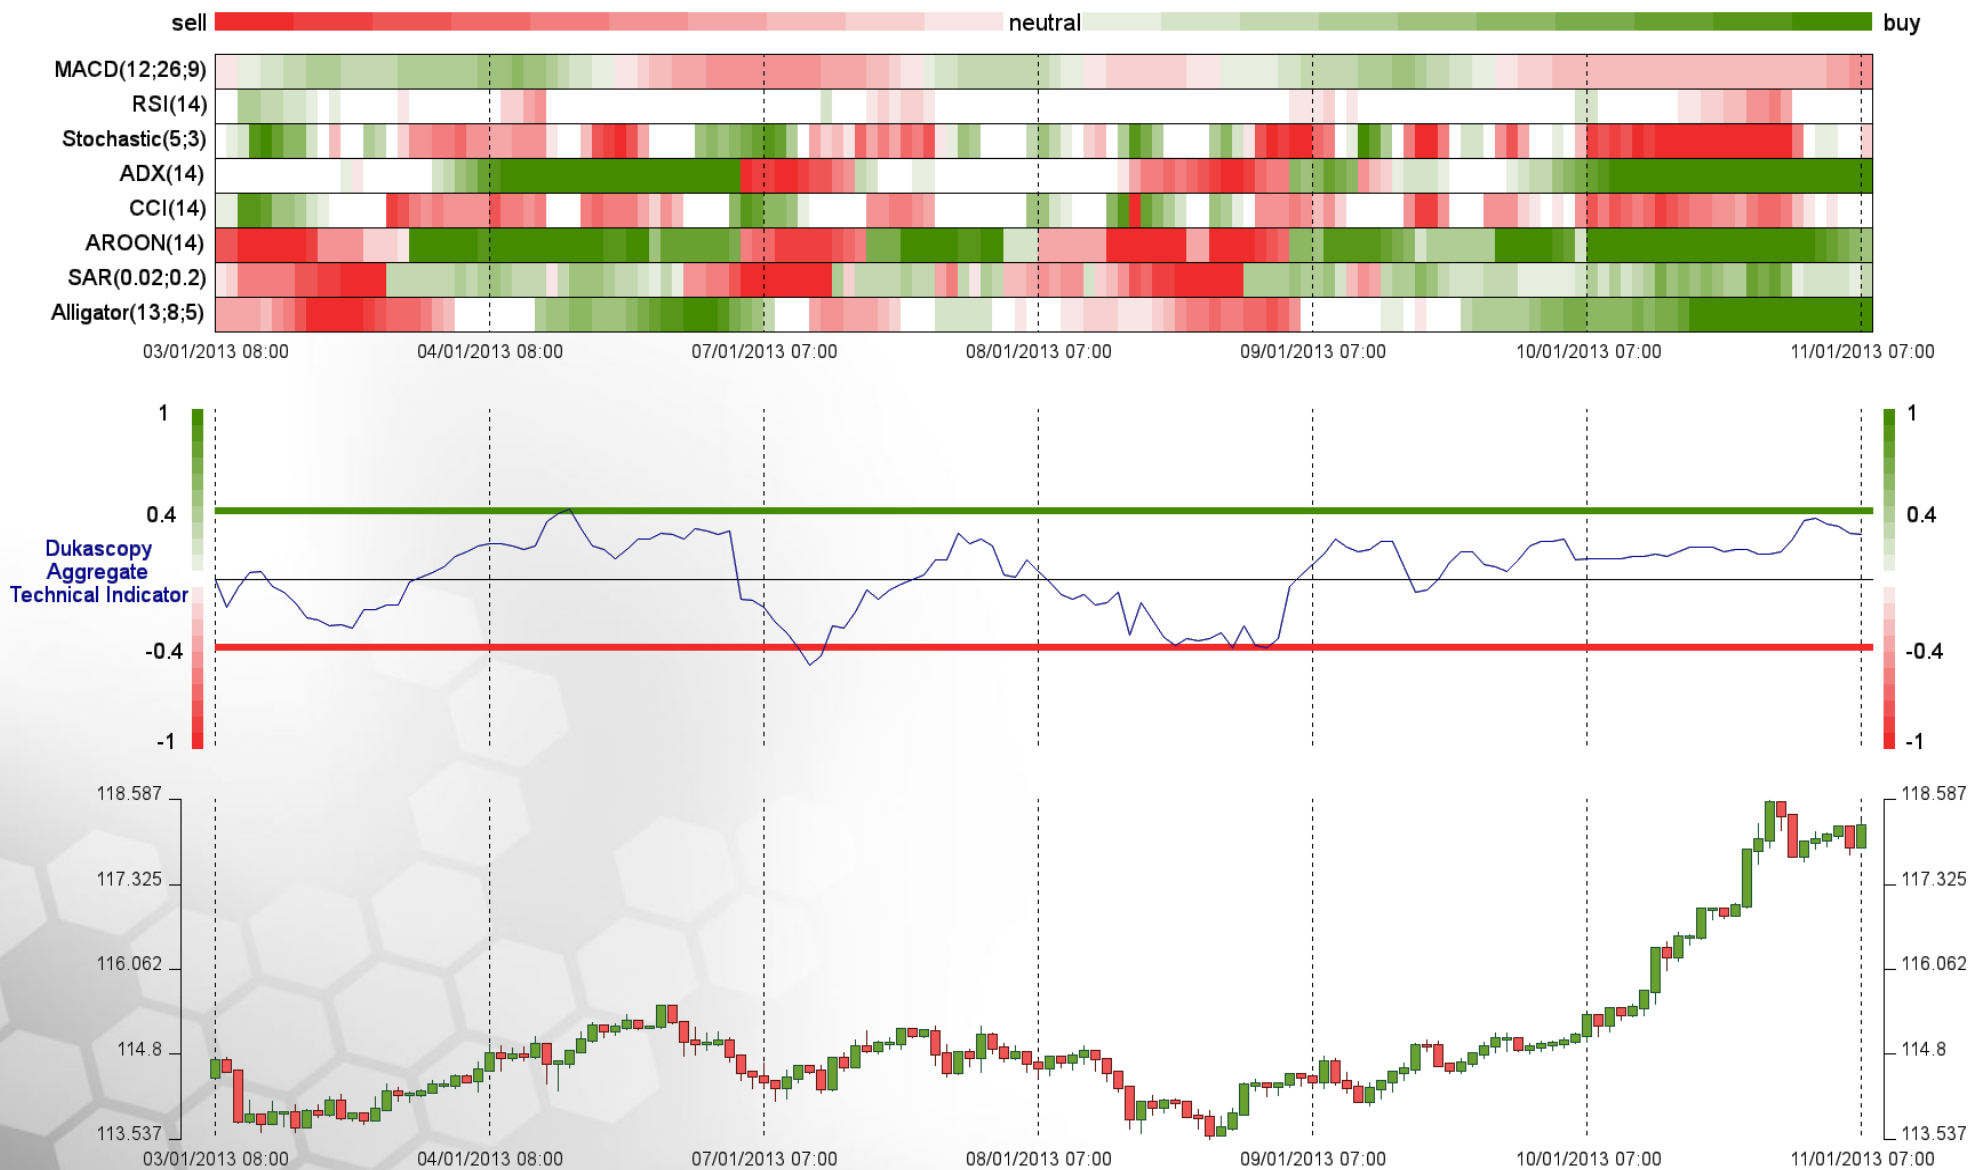 sell neutral buy
MACD(12;26;9)
RSI(14)
Stochastic(5;3)
ADX(14)
CCI(14)
AROON(14)
SAR(0.02;0.2)
Alligator(13;8;5)
03/01/2013 08:00 04/01/2013 08:00 07/01/2013 07:00 08/01/2013 07:00 09/01/2013 07:00 10/01/2013 07:00 11/01/2013 07:00
1 1
0.4 0.4
Dukascopy
Aggregate
Technical Indicator
-0.4 -0.4
-1 -1
118.587 118.587
117.325 117.325
116.062 116.062
114.8 114.8
113.537 113.537
03/01/2013 08:00 04/01/2013 08:00 07/01/2013 07:00 08/01/2013 07:00 09/01/2013 07:00 10/01/2013 07:00 11/01/2013 07:00